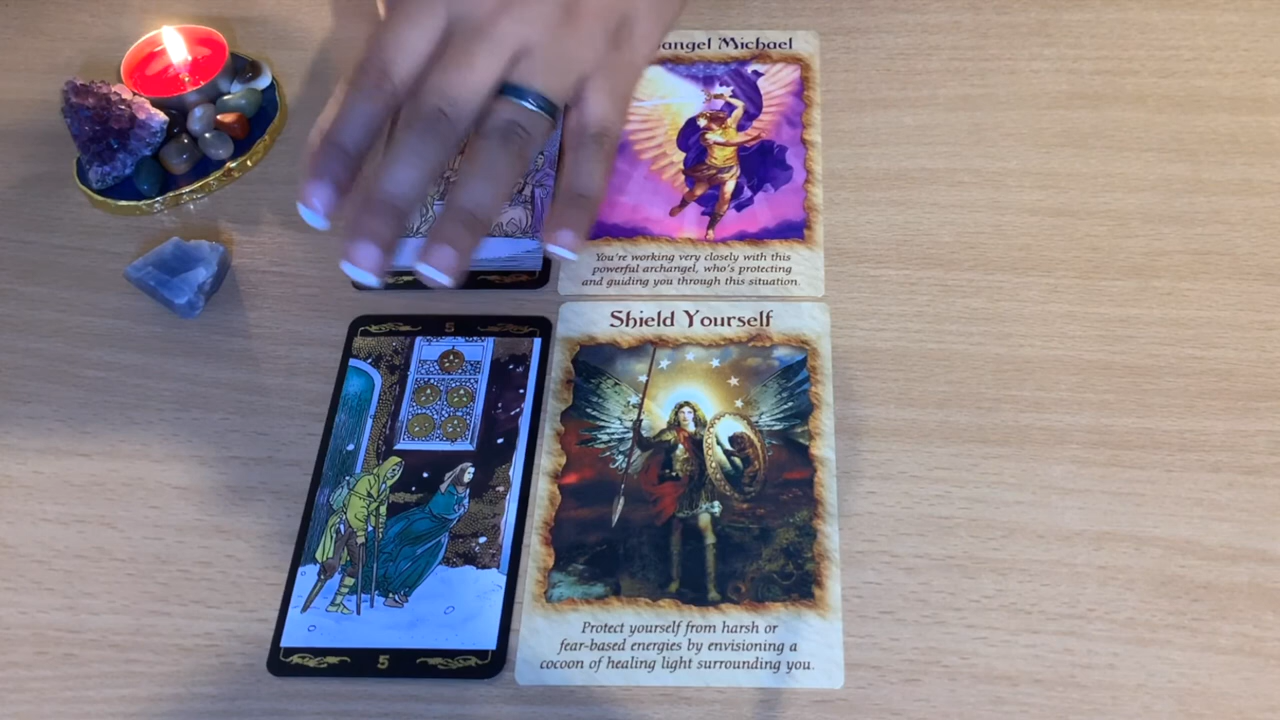 angel Michael
You're working very closely with this
powerful archangel, who's protecting
and guiding you through this situation.
5
Shield Yourself
Protect yourself from harsh or
fear-based energies by envisioning a
cocoon of healing light surrounding you.
5